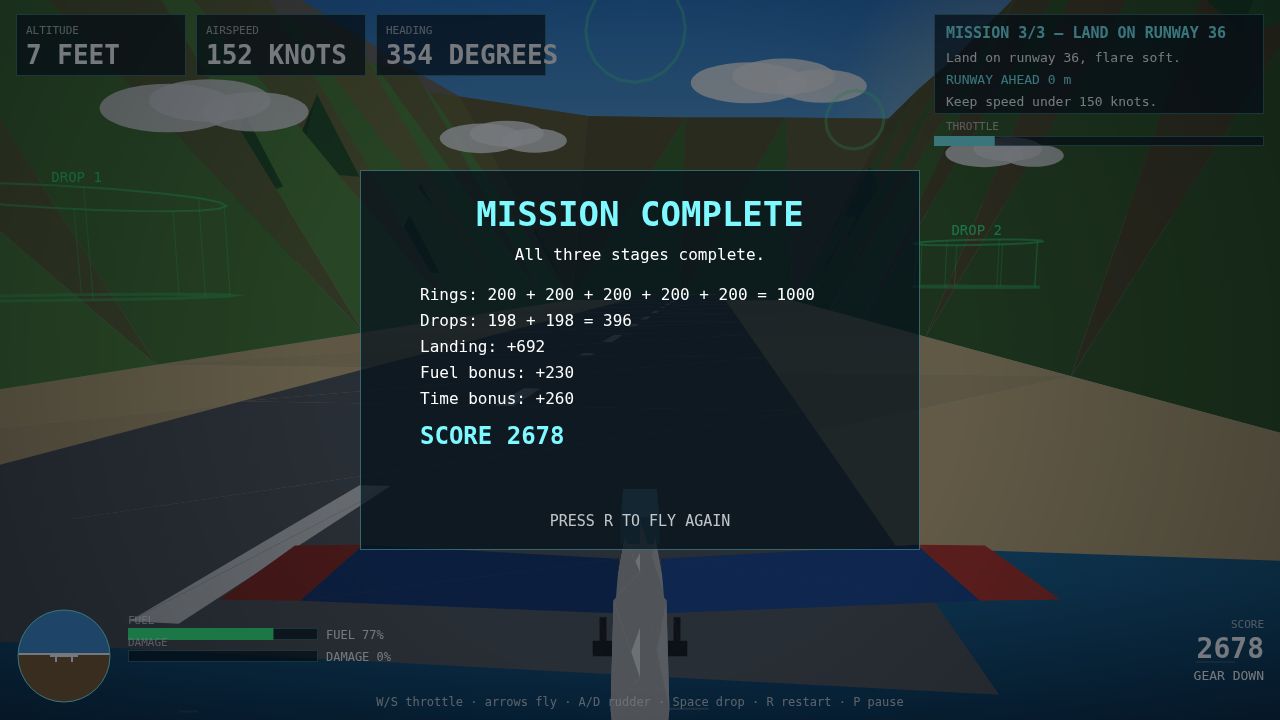 ALTITUDE
7 FEET
AIRSPEED
152 KNOTS
HEADING
354 DEGREES
MISSION 3/3 — LAND ON RUNWAY 36
Land on runway 36, flare soft.
RUNWAY AHEAD 0 m
Keep speed under 150 knots.
THROTTLE
DROP 1
DROP 2
MISSION COMPLETE
All three stages complete.
Rings: 200 + 200 + 200 + 200 + 200 = 1000
Drops: 198 + 198 = 396
Landing: +692
Fuel bonus: +230
Time bonus: +260
SCORE 2678
PRESS R TO FLY AGAIN
FUEL
FUEL 77%
DAMAGE
DAMAGE 0%
SCORE
2678
GEAR DOWN
W/S throttle · arrows fly · A/D rudder · Space drop · R restart · P pause